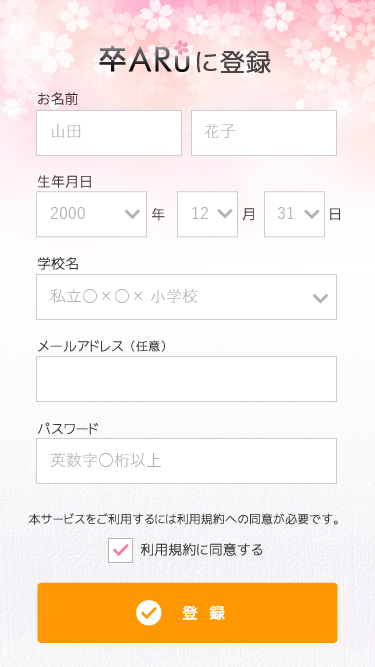 卒ARuに登録
お名前
山田 花子
生年月日
2000 年 12 月 31 日
学校名
私立〇×〇× 小学校
メールアドレス（任意）
パスワード
英数字〇桁以上
本サービスをご利用するには利用規約への同意が必要です。
利用規約に同意する
登 録